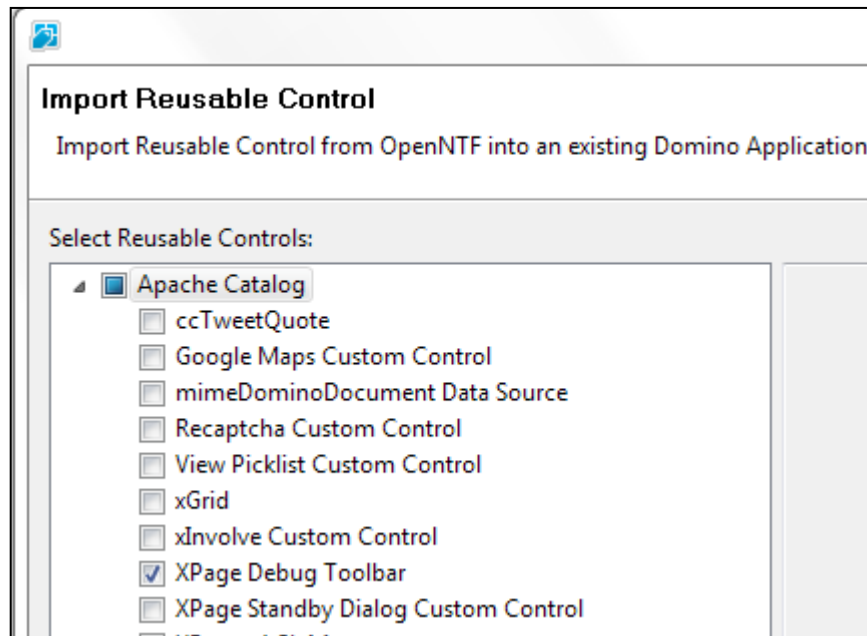 Import Reusable Control
Import Reusable Control from OpenNTF into an existing Domino Application
Select Reusable Controls:
Apache Catalog
ccTweetQuote
Google Maps Custom Control
mimeDominoDocument Data Source
Recaptcha Custom Control
View Picklist Custom Control
xGrid
xInvolve Custom Control
XPage Debug Toolbar
XPage Standby Dialog Custom Control